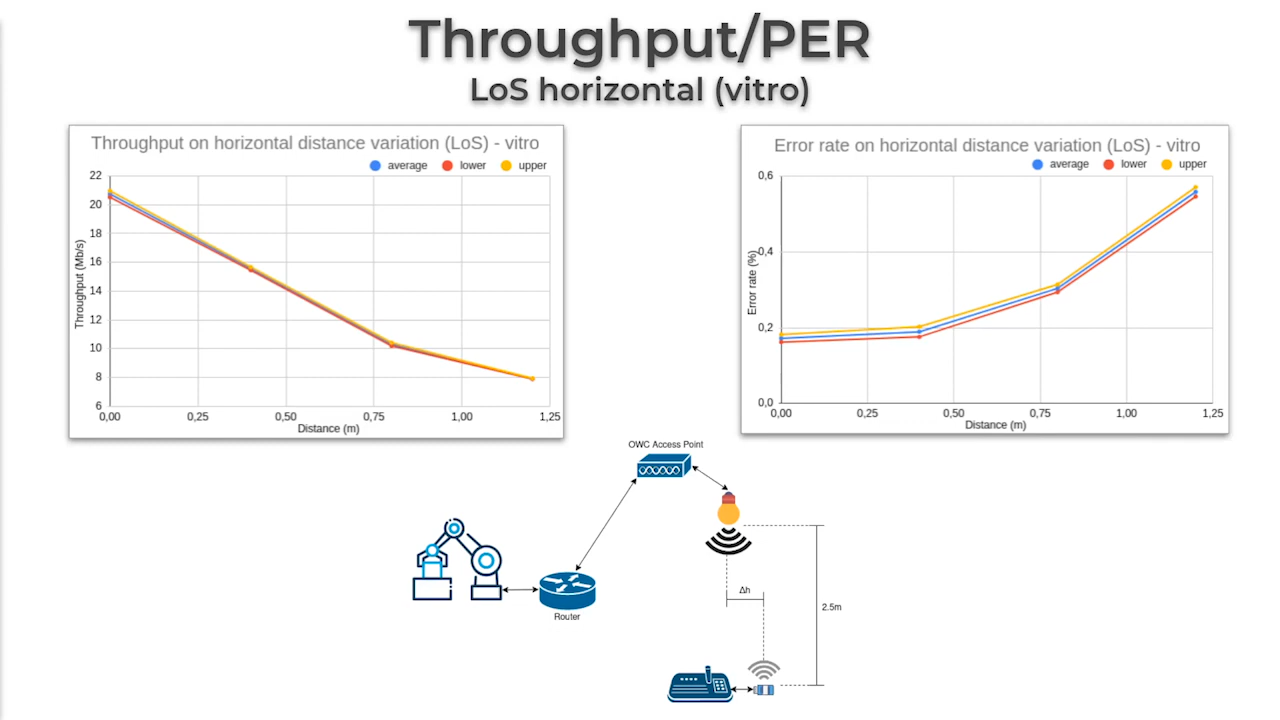 Throughput/PER
LoS horizontal (vitro)
Throughput on horizontal distance variation (LoS) - vitro
average lower upper
22
20
18
16
14
12
10
8
6
Throughput (Mb/s)
0,00 0,25 0,50 0,75 1,00 1,25
Distance (m)
Error rate on horizontal distance variation (LoS) - vitro
average lower upper
0,6
0,4
0,2
0,0
Error rate (%)
0,00 0,25 0,50 0,75 1,00 1,25
Distance (m)
OWC Access Point
Router
Δh
2.5m